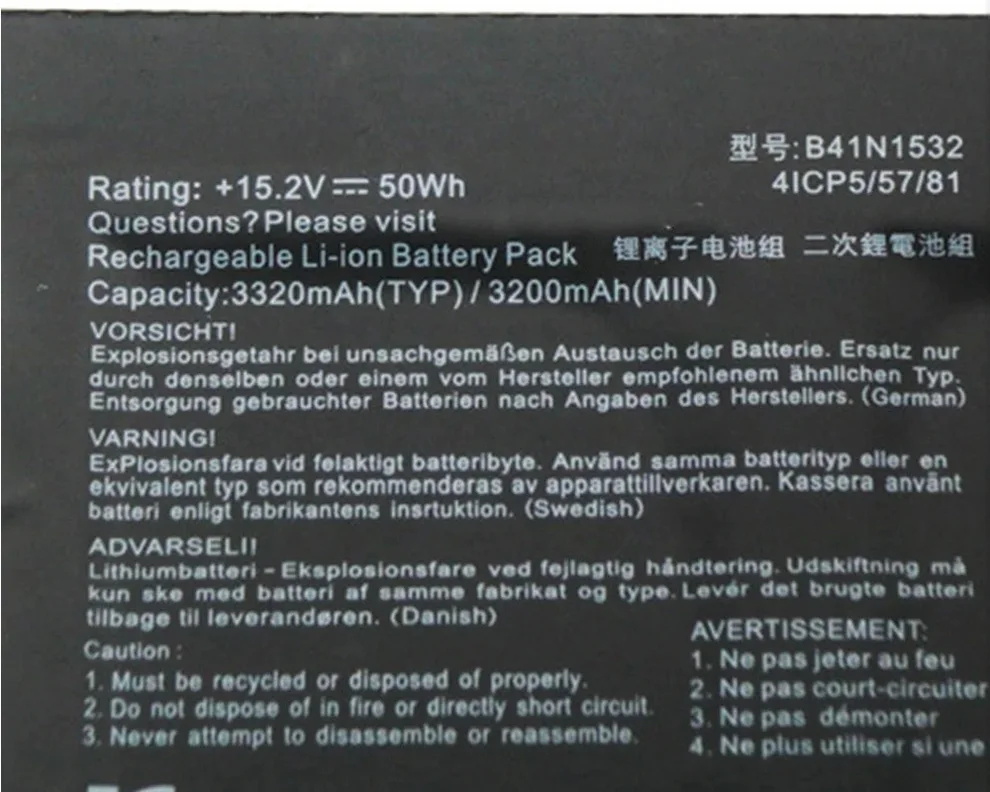 型号:B41N1532
4ICP5/57/81
Rating: +15.2V⎓ 50Wh
Questions?Please visit
Rechargeable Li-ion Battery Pack 锂离子电池组 二次鋰電池組
Capacity:3320mAh(TYP)/3200mAh(MIN)
VORSICHT!
Explosionsgetahr bei unsachgemäßen Austausch der Batterie. Ersatz nur
durch denselben oder einem vom Hersteller empfohlenem ähnlichen Typ.
Entsorgung gebrauchter Batterien nach Angaben des Herstellers. (German)
VARNING!
ExPlosionsfara vid felaktigt batteribyte. Använd samma batterityp eller en
ekvivalent typ som rekommenderas av apparattillverkaren. Kassera använt
batteri enligt fabrikantens insrtuktion. (Swedish)
ADVARSELI!
Lithiumbatteri - Eksplosionsfare ved fejlagtig håndtering. Udskiftning må
kun ske med batteri af samme fabrikat og type. Levér det brugte batteri
tilbage til leverandøren. (Danish)
Caution :
1. Must be recycled or disposed of properly.
2. Do not dispose of in fire or directly short circuit.
3. Never attempt to disassemble or reassemble.
AVERTISSEMENT:
1. Ne pas jeter au feu
2. Ne pas court-circuiter
3. Ne pas démonter
4. Ne plus utiliser si une